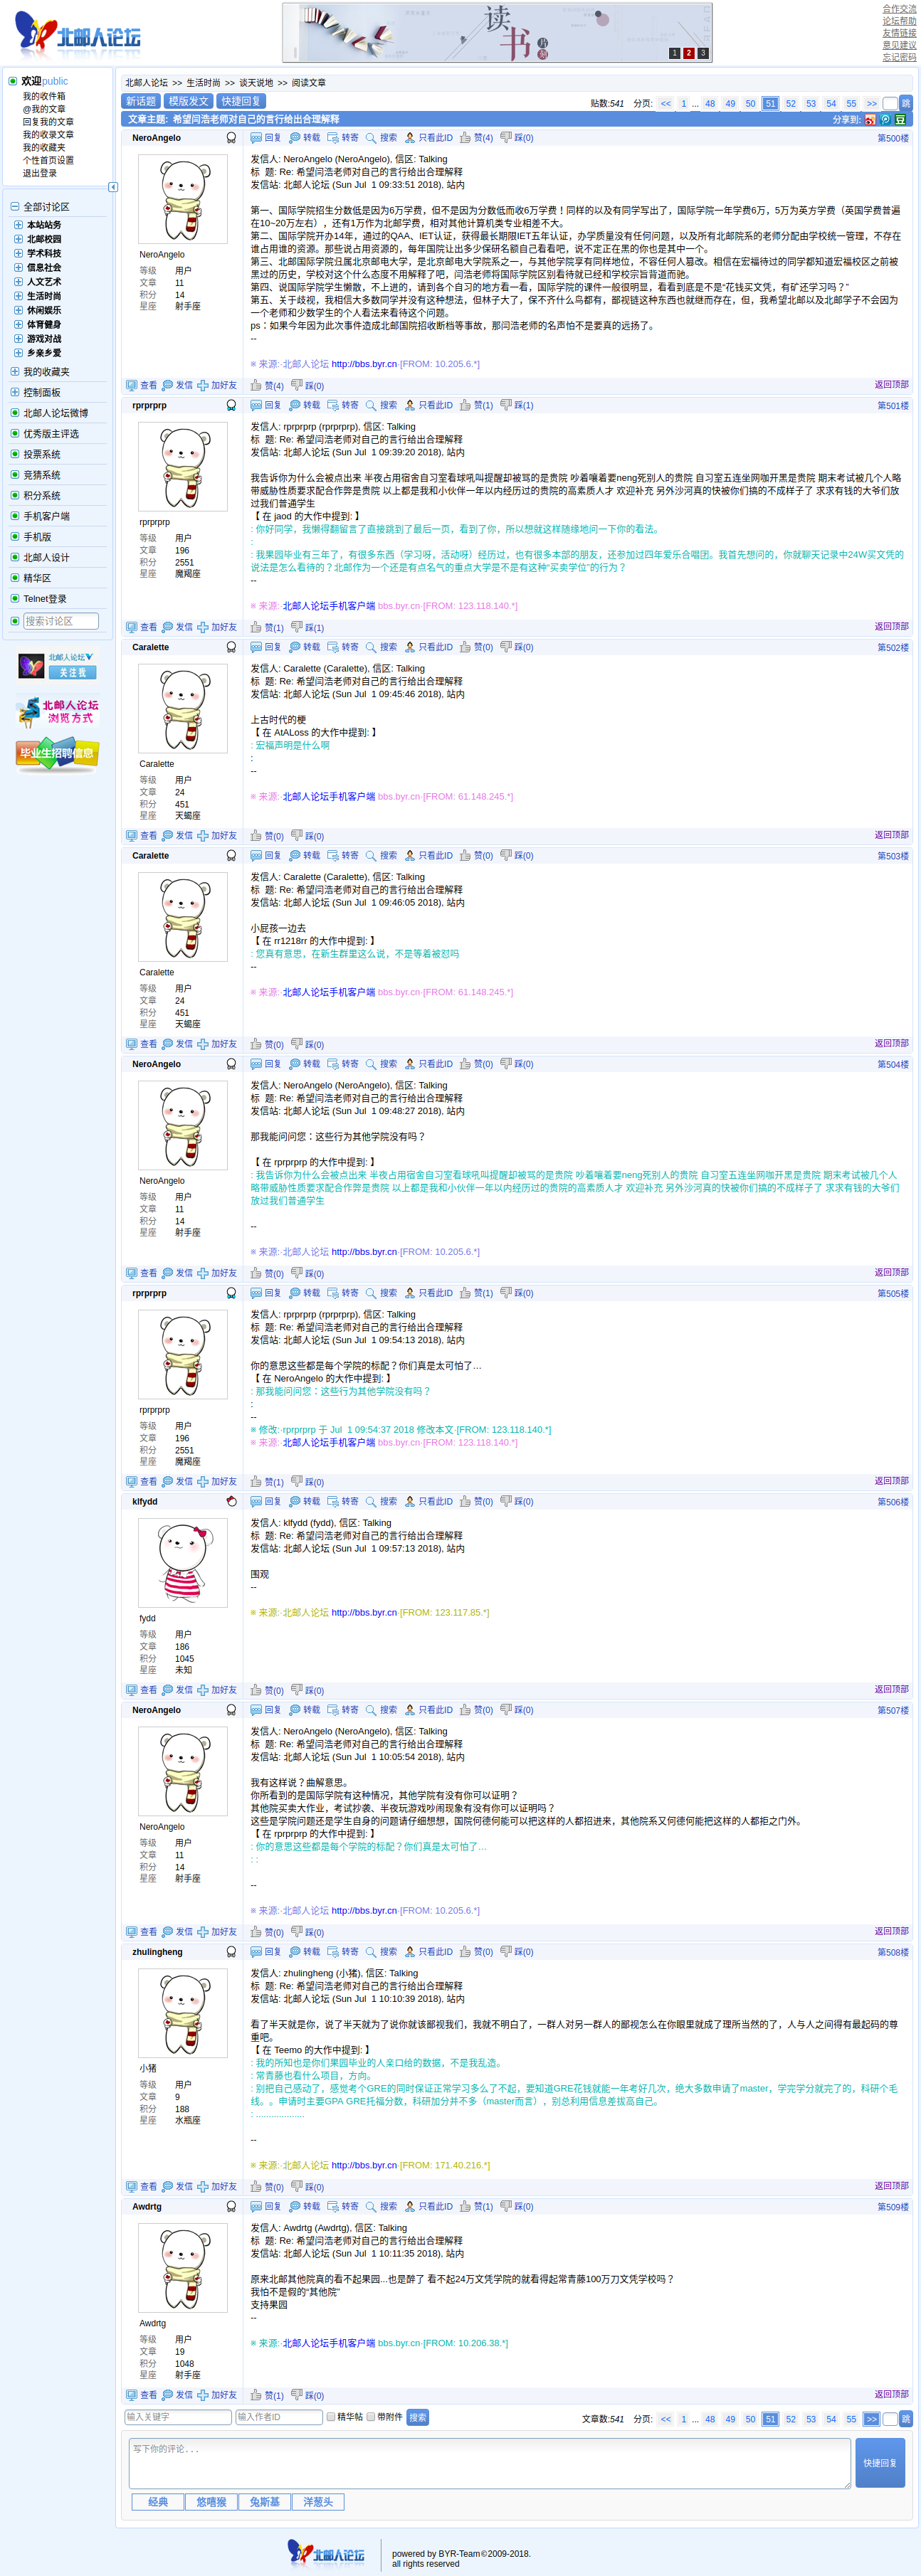 北邮人论坛
读书
1 2 3
合作交流
论坛帮助
友情链接
意见建议
忘记密码
欢迎public
我的收件箱
@我的文章
回复我的文章
我的收录文章
我的收藏夹
个性首页设置
退出登录
全部讨论区
本站站务
北邮校园
学术科技
信息社会
人文艺术
生活时尚
休闲娱乐
体育健身
游戏对战
乡亲乡爱
我的收藏夹
控制面板
北邮人论坛微博
优秀版主评选
投票系统
竞猜系统
积分系统
手机客户端
手机版
北邮人设计
精华区
Telnet登录
搜索讨论区
北邮人论坛
关注我
北邮人论坛
浏览方式
毕业生招聘信息
北邮人论坛 >> 生活时尚 >> 谈天说地 >> 阅读文章
新话题 模版发文 快捷回复
贴数:541 分页: << 1 ... 48 49 50 51 52 53 54 55 >> 跳
文章主题: 希望闫浩老师对自己的言行给出合理解释
分享到:
NeroAngelo
回复 转载 转寄 搜索 只看此ID 赞(4) 踩(0)
第500楼
NeroAngelo
等级 用户
文章 11
积分 14
星座 射手座
发信人: NeroAngelo (NeroAngelo), 信区: Talking
标 题: Re: 希望闫浩老师对自己的言行给出合理解释
发信站: 北邮人论坛 (Sun Jul 1 09:33:51 2018), 站内
第一、国际学院招生分数低是因为6万学费，但不是因为分数低而收6万学费！同样的以及有同学写出了，国际学院一年学费6万，5万为英方学费（英国学费普遍在10~20万左右），还有1万作为北邮学费，相对其他计算机类专业相差不大。
第二、国际学院开办14年，通过的QAA、IET认证，获得最长期限IET五年认证，办学质量没有任何问题，以及所有北邮院系的老师分配由学校统一管理，不存在谁占用谁的资源。那些说占用资源的，每年国院让出多少保研名额自己看看吧，说不定正在黑的你也是其中一个。
第三、北邮国际学院归属北京邮电大学，是北京邮电大学院系之一，与其他学院享有同样地位，不容任何人篡改。相信在宏福待过的同学都知道宏福校区之前被黑过的历史，学校对这个什么态度不用解释了吧，闫浩老师将国际学院区别看待就已经和学校宗旨背道而驰。
第四、说国际学院学生懒散，不上进的，请到各个自习的地方看一看，国际学院的课件一般很明显，看看到底是不是“花钱买文凭，有矿还学习吗？”
第五、关于歧视，我相信大多数同学并没有这种想法，但林子大了，保不齐什么鸟都有，鄙视链这种东西也就继而存在，但，我希望北邮以及北邮学子不会因为一个老师和少数学生的个人看法来看待这个问题。
ps：如果今年因为此次事件造成北邮国院招收断档等事故，那闫浩老师的名声怕不是要真的远扬了。
--
※ 来源:·北邮人论坛 http://bbs.byr.cn·[FROM: 10.205.6.*]
查看 发信 加好友 赞(4) 踩(0) 返回顶部
rprprprp
回复 转载 转寄 搜索 只看此ID 赞(1) 踩(1)
第501楼
rprprprp
等级 用户
文章 196
积分 2551
星座 魔羯座
发信人: rprprprp (rprprprp), 信区: Talking
标 题: Re: 希望闫浩老师对自己的言行给出合理解释
发信站: 北邮人论坛 (Sun Jul 1 09:39:20 2018), 站内
我告诉你为什么会被点出来 半夜占用宿舍自习室看球吼叫提醒却被骂的是贵院 吵着嚷着要neng死别人的贵院 自习室五连坐网咖开黑是贵院 期末考试被几个人略带威胁性质要求配合作弊是贵院 以上都是我和小伙伴一年以内经历过的贵院的高素质人才 欢迎补充 另外沙河真的快被你们搞的不成样子了 求求有钱的大爷们放过我们普通学生
【 在 jaod 的大作中提到: 】
: 你好同学，我懒得翻留言了直接跳到了最后一页，看到了你，所以想就这样随缘地问一下你的看法。
:
: 我果园毕业有三年了，有很多东西（学习呀，活动呀）经历过，也有很多本部的朋友，还参加过四年爱乐合唱团。我首先想问的，你就聊天记录中24W买文凭的说法是怎么看待的？北邮作为一个还是有点名气的重点大学是不是有这种“买卖学位”的行为？
--
※ 来源:·北邮人论坛手机客户端 bbs.byr.cn·[FROM: 123.118.140.*]
查看 发信 加好友 赞(1) 踩(1) 返回顶部
Caralette
回复 转载 转寄 搜索 只看此ID 赞(0) 踩(0)
第502楼
Caralette
等级 用户
文章 24
积分 451
星座 天蝎座
发信人: Caralette (Caralette), 信区: Talking
标 题: Re: 希望闫浩老师对自己的言行给出合理解释
发信站: 北邮人论坛 (Sun Jul 1 09:45:46 2018), 站内
上古时代的梗
【 在 AtALoss 的大作中提到: 】
: 宏福声明是什么啊
:
--
※ 来源:·北邮人论坛手机客户端 bbs.byr.cn·[FROM: 61.148.245.*]
查看 发信 加好友 赞(0) 踩(0) 返回顶部
Caralette
回复 转载 转寄 搜索 只看此ID 赞(0) 踩(0)
第503楼
Caralette
等级 用户
文章 24
积分 451
星座 天蝎座
发信人: Caralette (Caralette), 信区: Talking
标 题: Re: 希望闫浩老师对自己的言行给出合理解释
发信站: 北邮人论坛 (Sun Jul 1 09:46:05 2018), 站内
小屁孩一边去
【 在 rr1218rr 的大作中提到: 】
: 您真有意思，在新生群里这么说，不是等着被怼吗
--
※ 来源:·北邮人论坛手机客户端 bbs.byr.cn·[FROM: 61.148.245.*]
查看 发信 加好友 赞(0) 踩(0) 返回顶部
NeroAngelo
回复 转载 转寄 搜索 只看此ID 赞(0) 踩(0)
第504楼
NeroAngelo
等级 用户
文章 11
积分 14
星座 射手座
发信人: NeroAngelo (NeroAngelo), 信区: Talking
标 题: Re: 希望闫浩老师对自己的言行给出合理解释
发信站: 北邮人论坛 (Sun Jul 1 09:48:27 2018), 站内
那我能问问您：这些行为其他学院没有吗？
【 在 rprprprp 的大作中提到: 】
: 我告诉你为什么会被点出来 半夜占用宿舍自习室看球吼叫提醒却被骂的是贵院 吵着嚷着要neng死别人的贵院 自习室五连坐网咖开黑是贵院 期末考试被几个人略带威胁性质要求配合作弊是贵院 以上都是我和小伙伴一年以内经历过的贵院的高素质人才 欢迎补充 另外沙河真的快被你们搞的不成样子了 求求有钱的大爷们放过我们普通学生
--
※ 来源:·北邮人论坛 http://bbs.byr.cn·[FROM: 10.205.6.*]
查看 发信 加好友 赞(0) 踩(0) 返回顶部
rprprprp
回复 转载 转寄 搜索 只看此ID 赞(1) 踩(0)
第505楼
rprprprp
等级 用户
文章 196
积分 2551
星座 魔羯座
发信人: rprprprp (rprprprp), 信区: Talking
标 题: Re: 希望闫浩老师对自己的言行给出合理解释
发信站: 北邮人论坛 (Sun Jul 1 09:54:13 2018), 站内
你的意思这些都是每个学院的标配？你们真是太可怕了…
【 在 NeroAngelo 的大作中提到: 】
: 那我能问问您：这些行为其他学院没有吗？
:
--
※ 修改:·rprprprp 于 Jul 1 09:54:37 2018 修改本文·[FROM: 123.118.140.*]
※ 来源:·北邮人论坛手机客户端 bbs.byr.cn·[FROM: 123.118.140.*]
查看 发信 加好友 赞(1) 踩(0) 返回顶部
klfydd
回复 转载 转寄 搜索 只看此ID 赞(0) 踩(0)
第506楼
fydd
等级 用户
文章 186
积分 1045
星座 未知
发信人: klfydd (fydd), 信区: Talking
标 题: Re: 希望闫浩老师对自己的言行给出合理解释
发信站: 北邮人论坛 (Sun Jul 1 09:57:13 2018), 站内
围观
--
※ 来源:·北邮人论坛 http://bbs.byr.cn·[FROM: 123.117.85.*]
查看 发信 加好友 赞(0) 踩(0) 返回顶部
NeroAngelo
回复 转载 转寄 搜索 只看此ID 赞(0) 踩(0)
第507楼
NeroAngelo
等级 用户
文章 11
积分 14
星座 射手座
发信人: NeroAngelo (NeroAngelo), 信区: Talking
标 题: Re: 希望闫浩老师对自己的言行给出合理解释
发信站: 北邮人论坛 (Sun Jul 1 10:05:54 2018), 站内
我有这样说？曲解意思。
你所看到的是国际学院有这种情况，其他学院有没有你可以证明？
其他院买卖大作业，考试抄袭、半夜玩游戏吵闹现象有没有你可以证明吗？
这些是学院问题还是学生自身的问题请仔细想想，国院何德何能可以把这样的人都招进来，其他院系又何德何能把这样的人都拒之门外。
【 在 rprprprp 的大作中提到: 】
: 你的意思这些都是每个学院的标配？你们真是太可怕了…
: :
--
※ 来源:·北邮人论坛 http://bbs.byr.cn·[FROM: 10.205.6.*]
查看 发信 加好友 赞(0) 踩(0) 返回顶部
zhulingheng
回复 转载 转寄 搜索 只看此ID 赞(0) 踩(0)
第508楼
小猪
等级 用户
文章 9
积分 188
星座 水瓶座
发信人: zhulingheng (小猪), 信区: Talking
标 题: Re: 希望闫浩老师对自己的言行给出合理解释
发信站: 北邮人论坛 (Sun Jul 1 10:10:39 2018), 站内
看了半天就是你，说了半天就为了说你就该鄙视我们，我就不明白了，一群人对另一群人的鄙视怎么在你眼里就成了理所当然的了，人与人之间得有最起码的尊重吧。
【 在 Teemo 的大作中提到: 】
: 我的所知也是你们果园毕业的人亲口给的数据，不是我乱造。
: 常青藤也看什么项目，方向。
: 别把自己感动了，感觉考个GRE的同时保证正常学习多么了不起，要知道GRE花钱就能一年考好几次，绝大多数申请了master，学完学分就完了的，科研个毛线。。申请时主要GPA GRE托福分数，科研加分并不多（master而言），别总利用信息差拔高自己。
: ...................
--
※ 来源:·北邮人论坛 http://bbs.byr.cn·[FROM: 171.40.216.*]
查看 发信 加好友 赞(0) 踩(0) 返回顶部
Awdrtg
回复 转载 转寄 搜索 只看此ID 赞(1) 踩(0)
第509楼
Awdrtg
等级 用户
文章 19
积分 1048
星座 射手座
发信人: Awdrtg (Awdrtg), 信区: Talking
标 题: Re: 希望闫浩老师对自己的言行给出合理解释
发信站: 北邮人论坛 (Sun Jul 1 10:11:35 2018), 站内
原来北邮其他院真的看不起果园...也是醉了 看不起24万文凭学院的就看得起常青藤100万刀文凭学校吗？
我怕不是假的“其他院”
支持果园
--
※ 来源:·北邮人论坛手机客户端 bbs.byr.cn·[FROM: 10.206.38.*]
查看 发信 加好友 赞(1) 踩(0) 返回顶部
输入关键字 输入作者ID 精华帖 带附件 搜索
文章数:541 分页: << 1 ... 48 49 50 51 52 53 54 55 >> 跳
写下你的评论...
快捷回复
经典 悠嘻猴 兔斯基 洋葱头
北邮人论坛
powered by BYR-Team©2009-2018.
all rights reserved